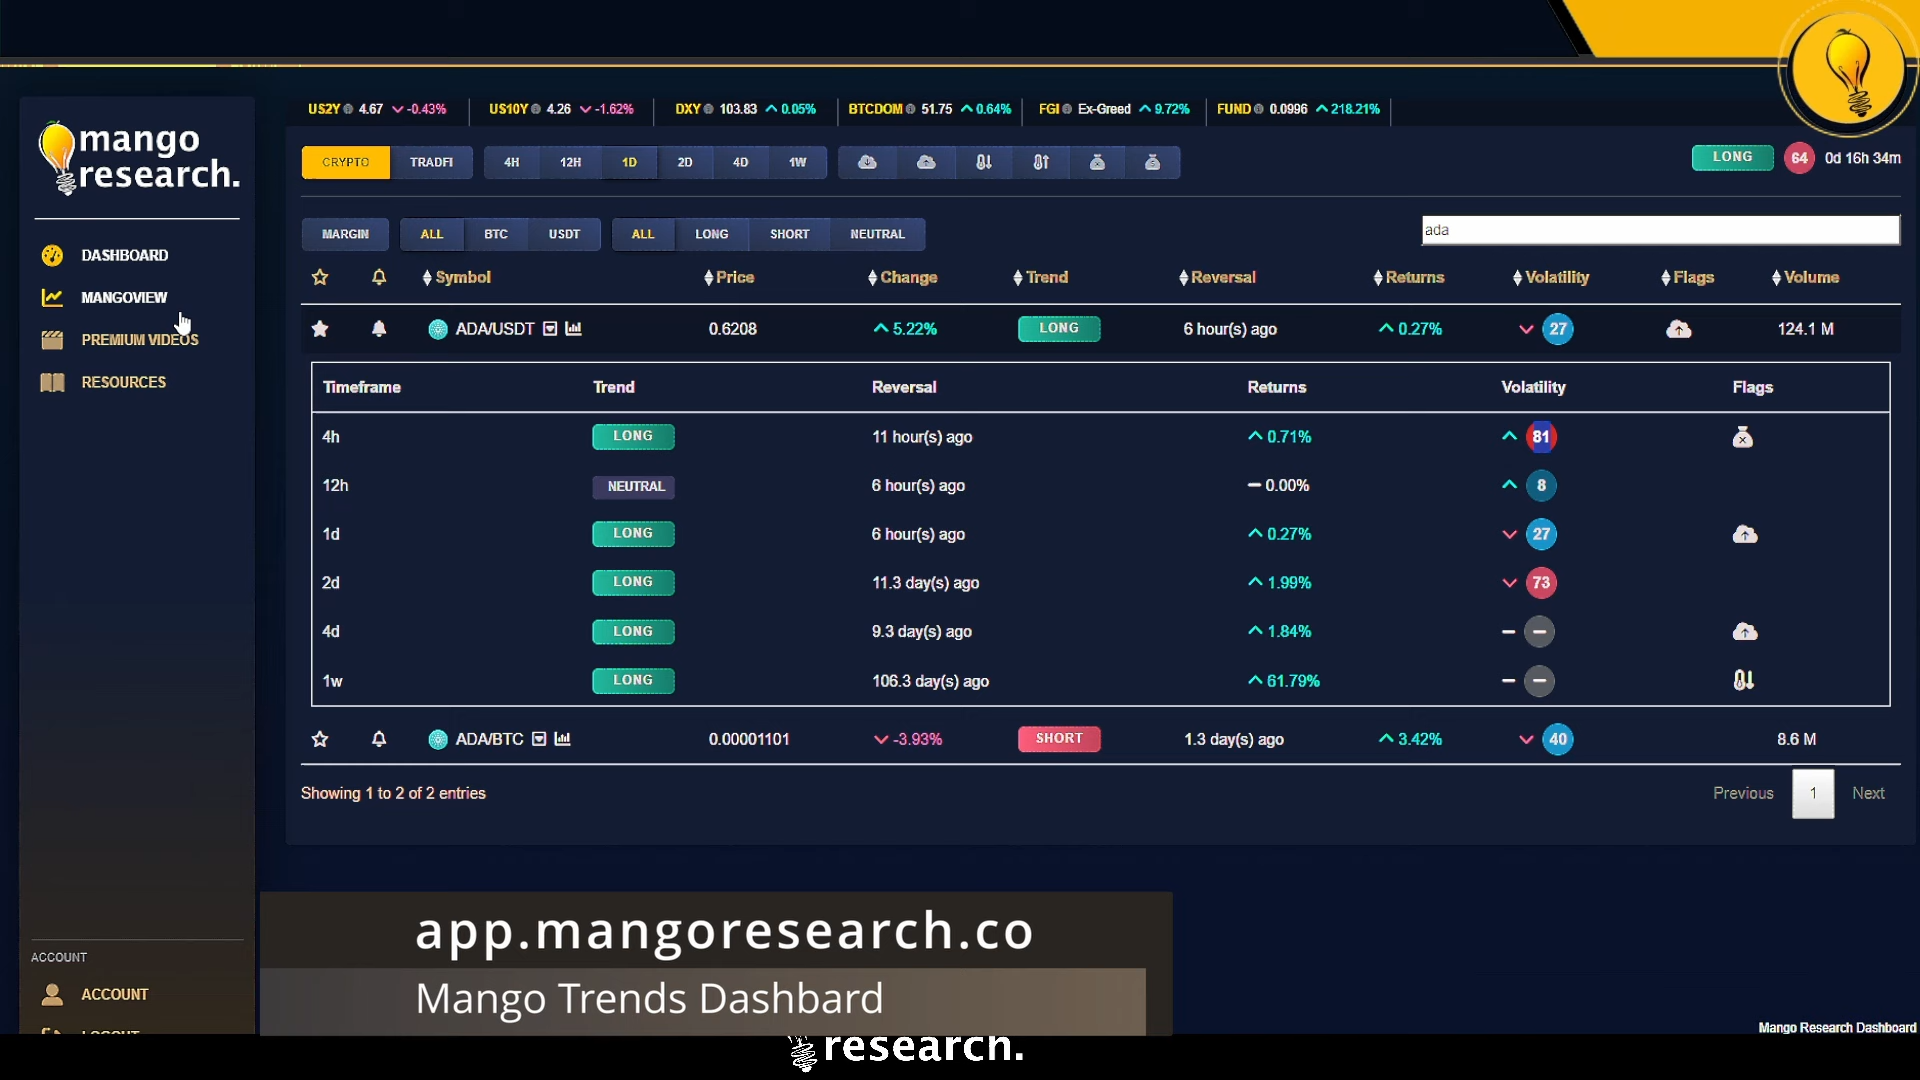 US2Y 4.67 -0.43% US10Y 4.26 -1.62% DXY 103.83 0.05% BTCDOM 51.75 0.64% FGI Ex-Greed 9.72% FUND 0.0996 218.21%
mango
research.
CRYPTO TRADFI 4H 12H 1D 2D 4D 1W LONG 64 0d 16h 34m
MARGIN ALL BTC USDT ALL LONG SHORT NEUTRAL ada
DASHBOARD
MANGOVIEW
PREMIUM VIDEOS
RESOURCES
Symbol Price Change Trend Reversal Returns Volatility Flags Volume
ADA/USDT 0.6208 5.22% LONG 6 hour(s) ago 0.27% 27 124.1 M
Timeframe Trend Reversal Returns Volatility Flags
4h LONG 11 hour(s) ago 0.71% 81
12h NEUTRAL 6 hour(s) ago 0.00% 8
1d LONG 6 hour(s) ago 0.27% 27
2d LONG 11.3 day(s) ago 1.99% 73
4d LONG 9.3 day(s) ago 1.84%
1w LONG 106.3 day(s) ago 61.79%
ADA/BTC 0.00001101 -3.93% SHORT 1.3 day(s) ago 3.42% 40 8.6 M
Showing 1 to 2 of 2 entries Previous 1 Next
ACCOUNT
ACCOUNT
LOGOUT
app.mangoresearch.co
Mango Trends Dashbard
Mango Research Dashboard
research.